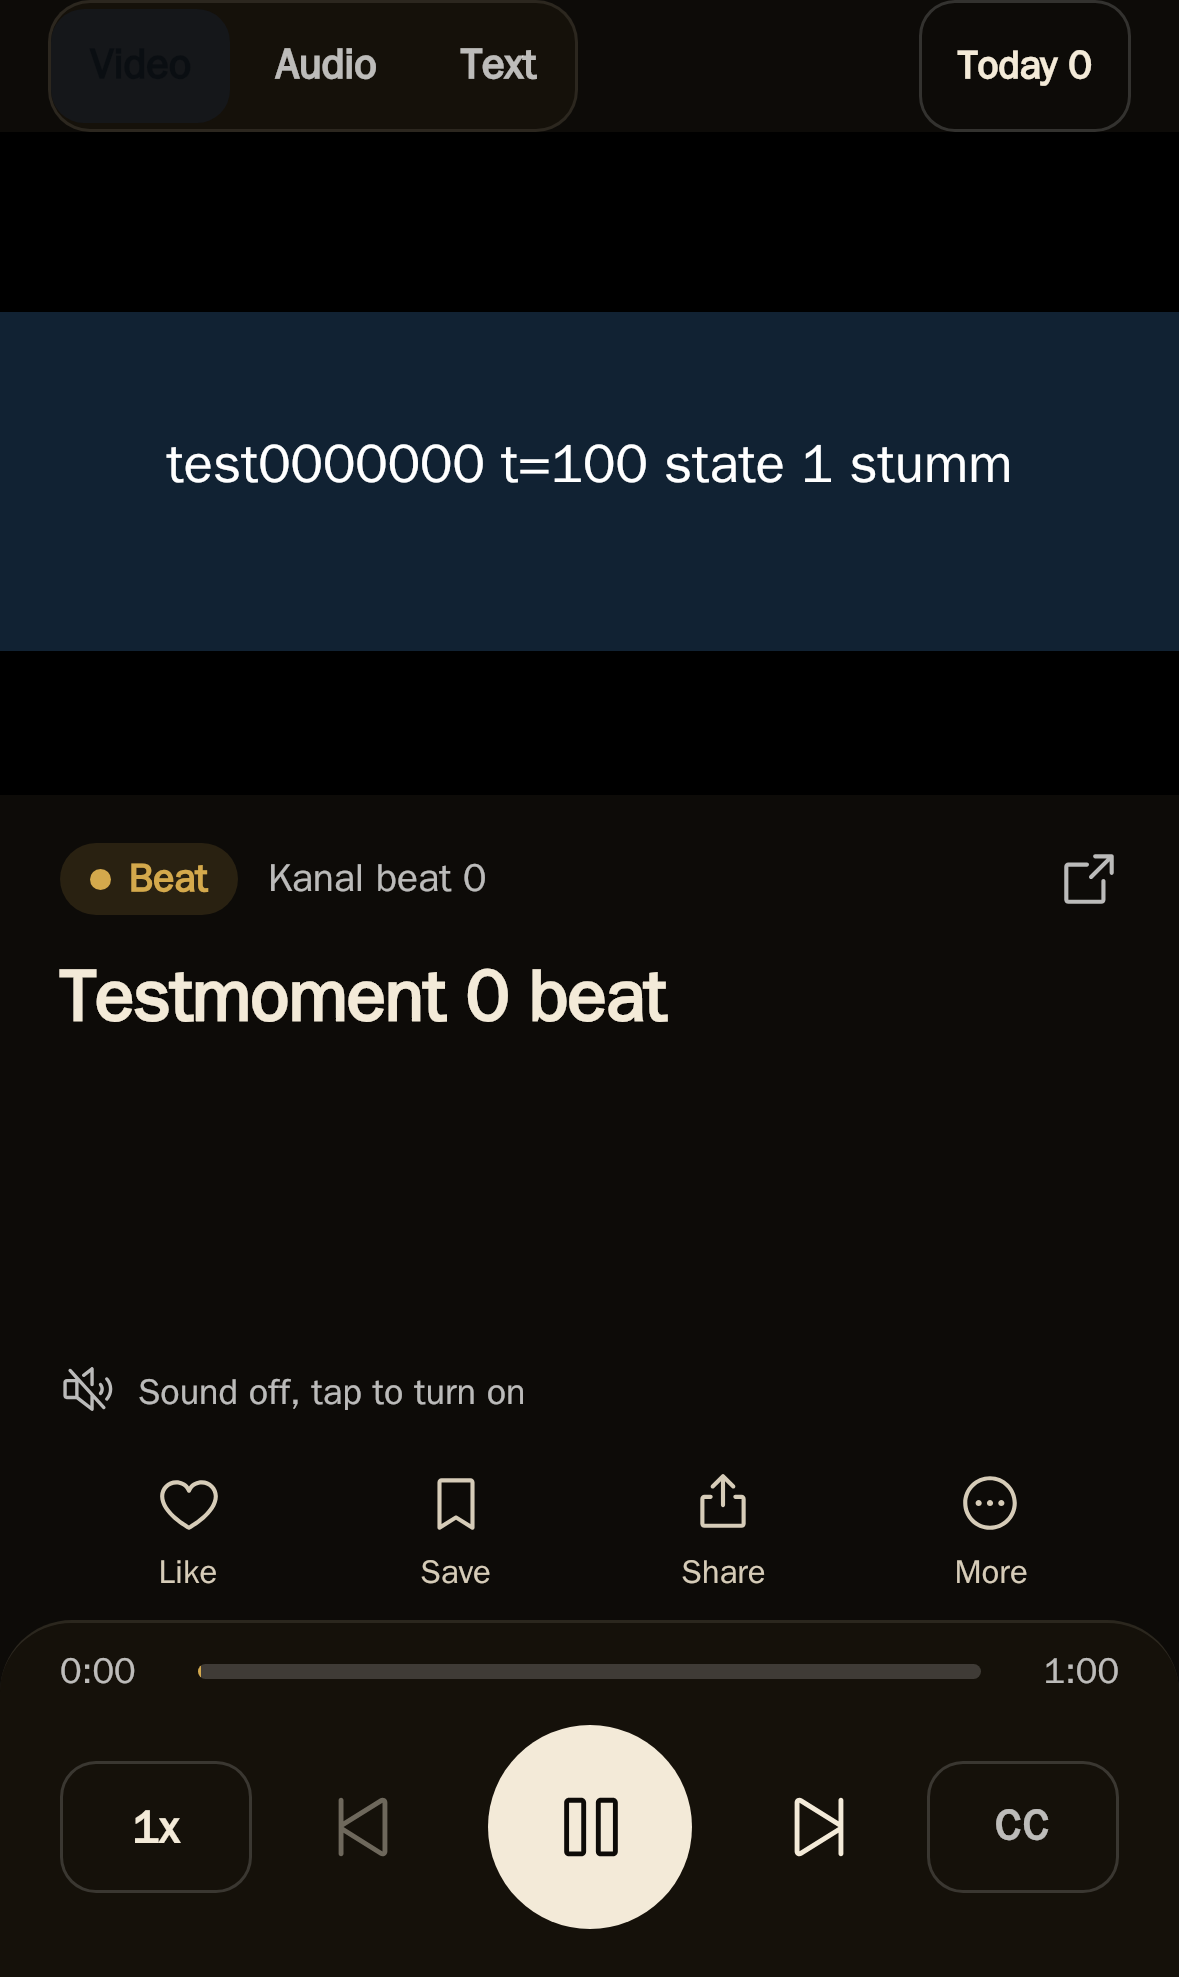 Video Audio Text Today 0
test0000000 t=100 state 1 stumm
Beat Kanal beat 0
Testmoment 0 beat
Sound off, tap to turn on
Like Save Share More
0:00 1:00
1x CC